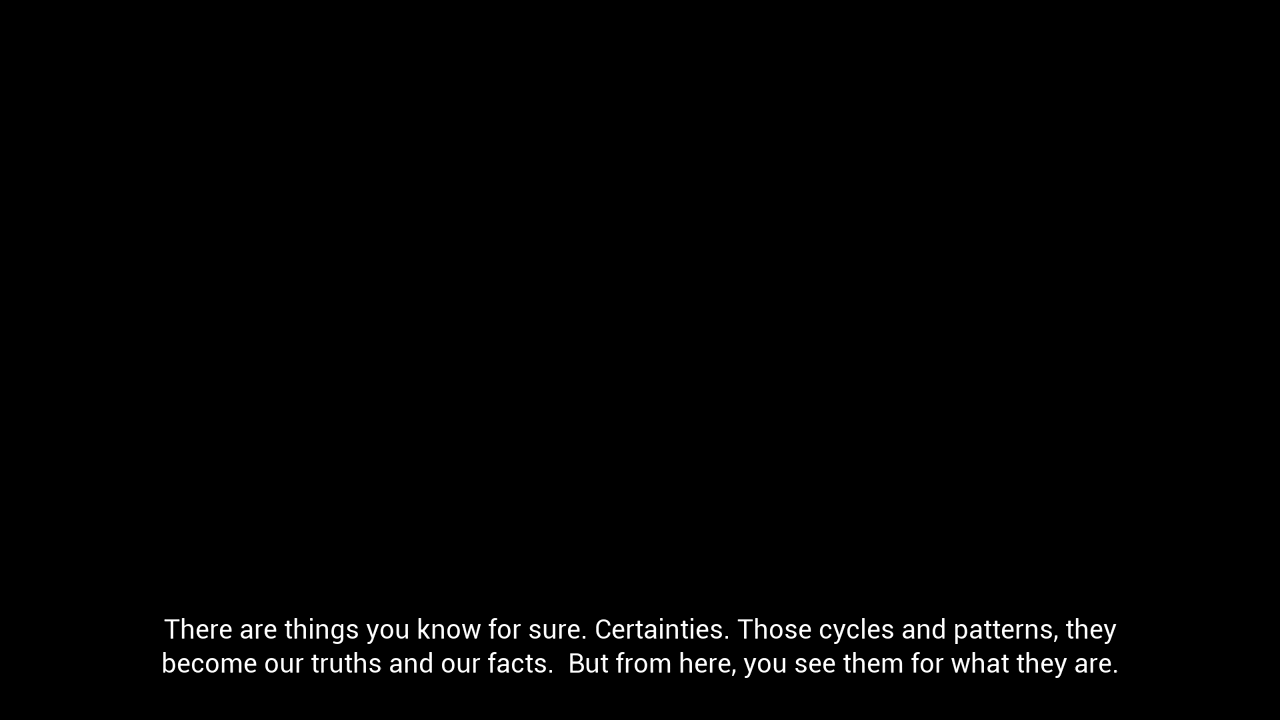 There are things you know for sure. Certainties. Those cycles and patterns, they
become our truths and our facts.  But from here, you see them for what they are.